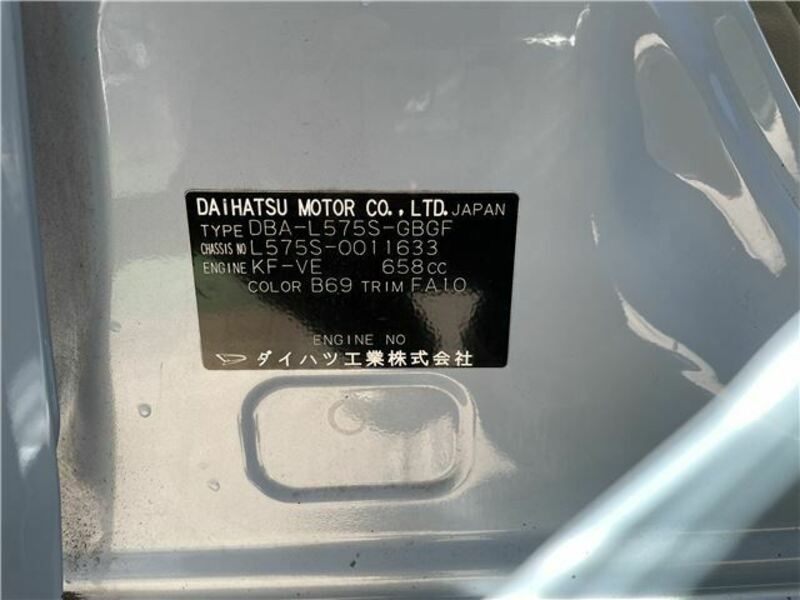 DAIHATSU MOTOR CO., LTD. JAPAN
TYPE DBA-L575S-GBGF
CHASSIS NO L575S-0011633
ENGINE KF-VE 658CC
COLOR B69 TRIM FA10
ENGINE NO
ダイハツ工業株式会社